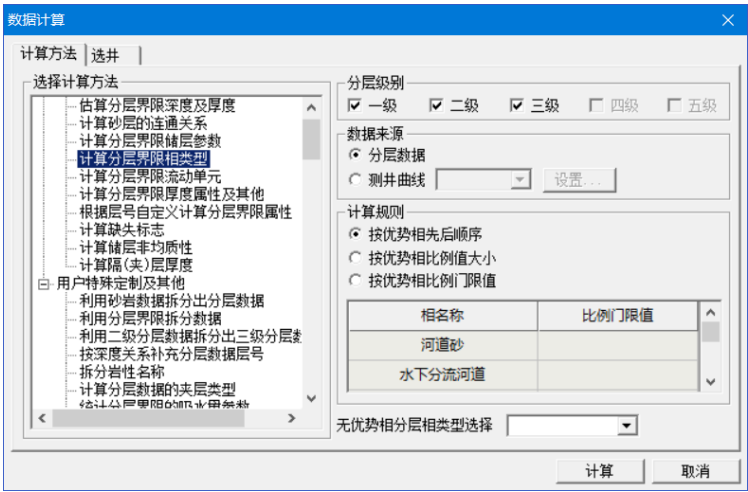 数据计算
计算方法 选井
选择计算方法
估算分层界限深度及厚度
计算砂层的连通关系
计算分层界限储层参数
计算分层界限相类型
计算分层界限流动单元
计算分层界限厚度属性及其他
根据层号自定义计算分层界限属性
计算缺失标志
计算储层非均质性
计算隔(夹)层厚度
用户特殊定制及其他
利用砂岩数据拆分出分层数据
利用分层界限拆分数据
利用二级分层数据拆分出三级分层数
按深度关系补充分层数据层号
拆分岩性名称
计算分层数据的夹层类型
统计分层界限的吸水用参数
分层级别
一级 二级 三级 四级 五级
数据来源
分层数据
测井曲线 设置...
计算规则
按优势相先后顺序
按优势相比例值大小
按优势相比例门限值
相名称 比例门限值
河道砂
水下分流河道
无优势相分层相类型选择
计算 取消